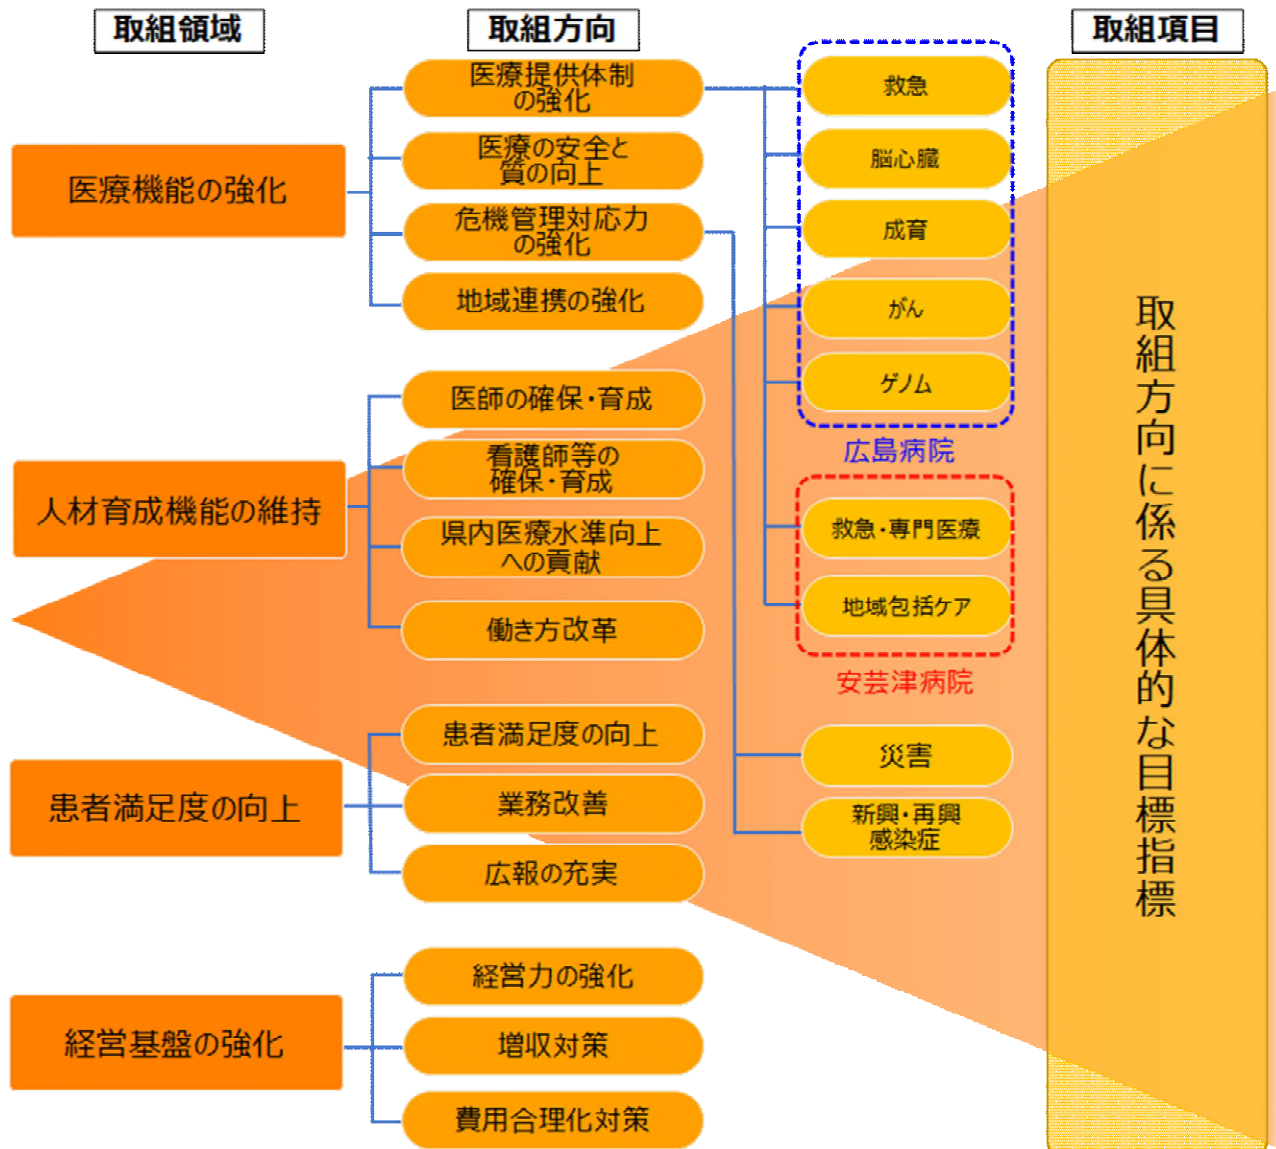 取組領域
取組方向
取組項目
医療機能の強化
医療提供体制
の強化
医療の安全と
質の向上
危機管理対応力
の強化
地域連携の強化
救急
脳心臓
成育
がん
ゲノム
広島病院
救急・専門医療
地域包括ケア
安芸津病院
災害
新興・再興
感染症
人材育成機能の維持
医師の確保・育成
看護師等の
確保・育成
県内医療水準向上
への貢献
働き方改革
患者満足度の向上
患者満足度の向上
業務改善
広報の充実
経営基盤の強化
経営力の強化
増収対策
費用合理化対策
取組方向に係る具体的な目標指標